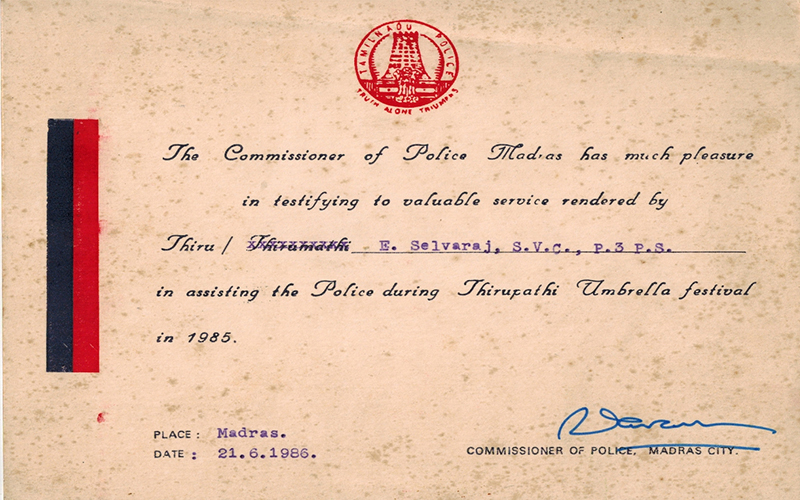 TAMILNADU POLICE
TRUTH ALONE TRIUMPHS
The Commissioner of Police Madras has much pleasure
in testifying to valuable service rendered by
Thiru / Thirumathi E. Selvaraj, S.V.C., P.3 P.S.
in assisting the Police during Thirupathi Umbrella festival
in 1985.
PLACE : Madras.
DATE : 21.6.1986.
COMMISSIONER OF POLICE, MADRAS CITY.